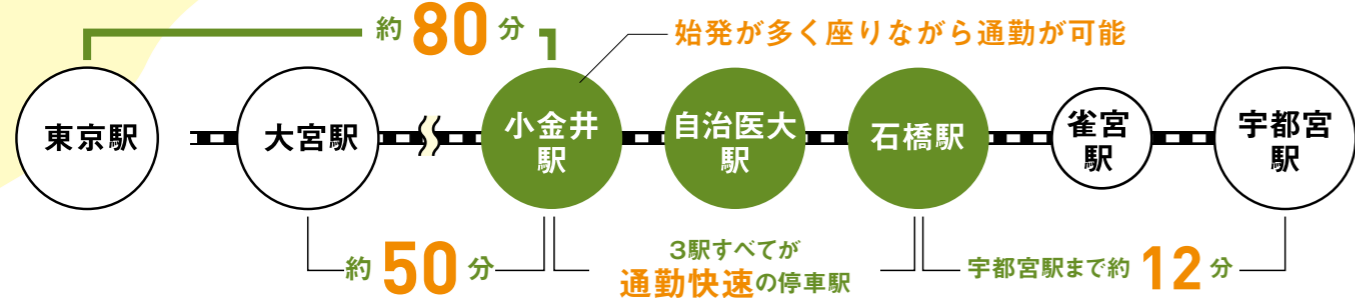 約80分
始発が多く座りながら通勤が可能
東京駅
大宮駅
小金井
駅
自治医大
駅
石橋駅
雀宮
駅
宇都宮
駅
約50分
3駅すべてが
通勤快速の停車駅
宇都宮駅まで約12分